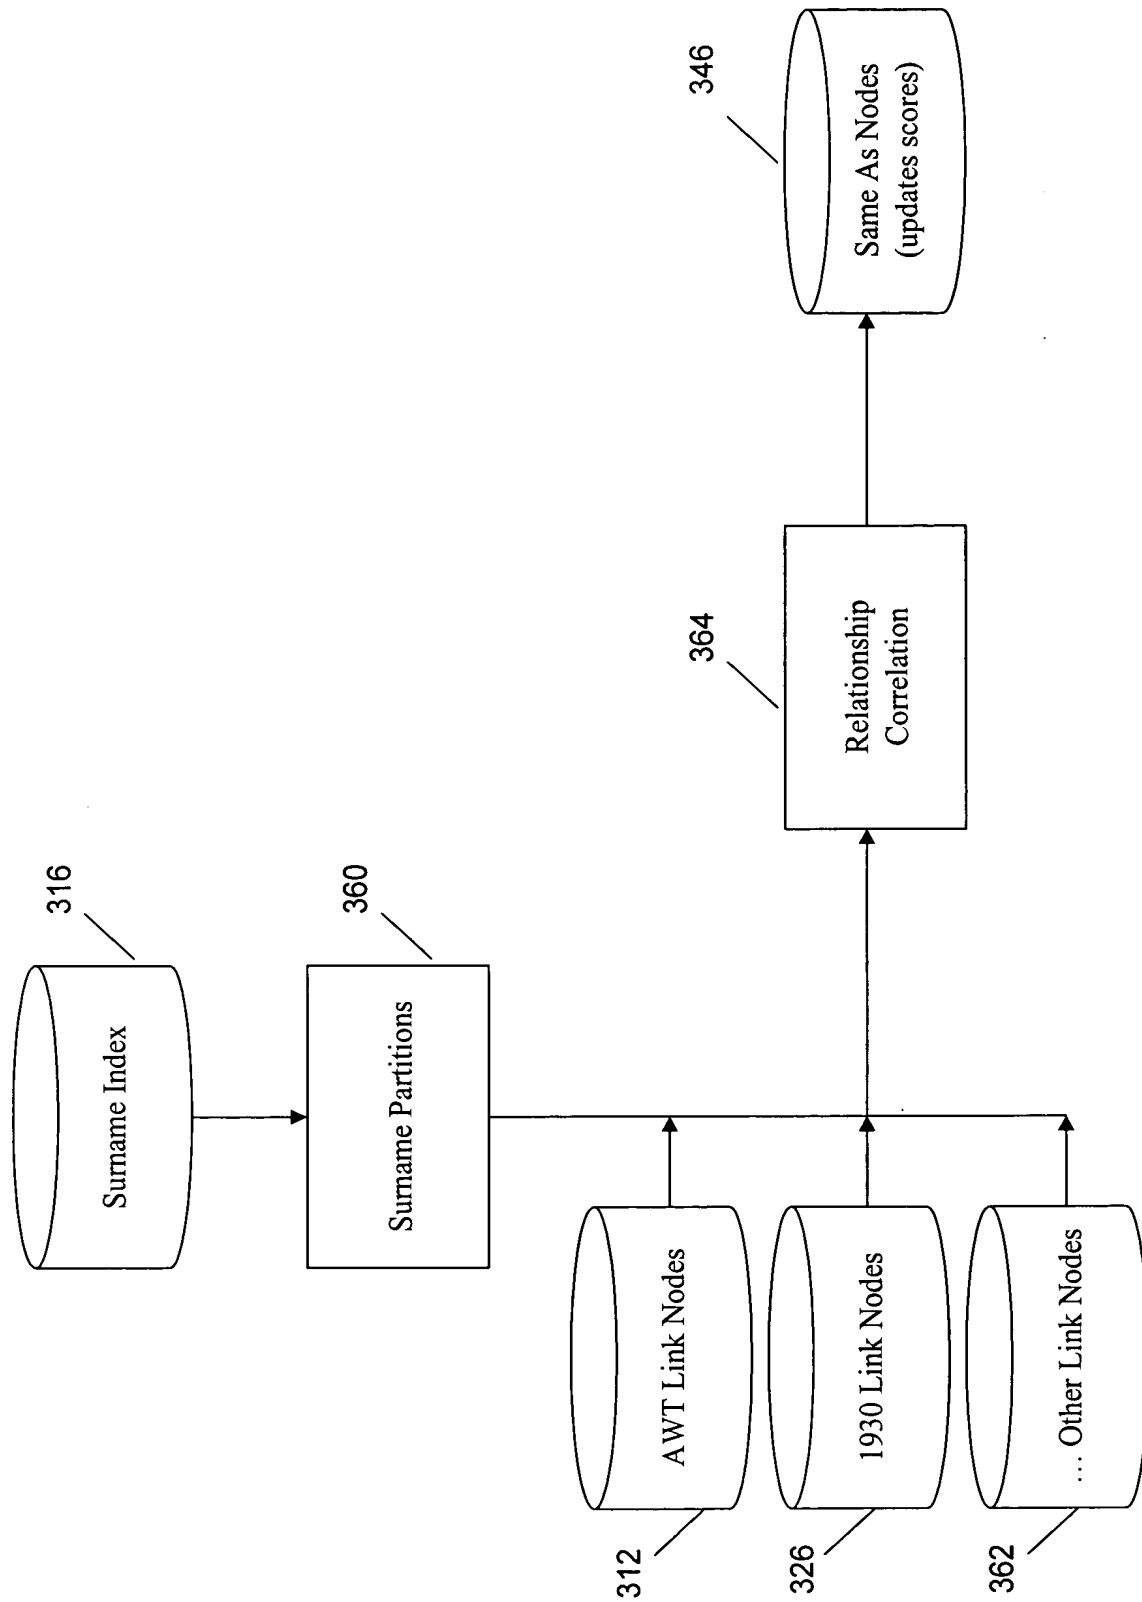 316
Surname Index
360
Surname Partitions
312
AWT Link Nodes
326
1930 Link Nodes
362
… Other Link Nodes
364
Relationship
Correlation
346
Same As Nodes
(updates scores)